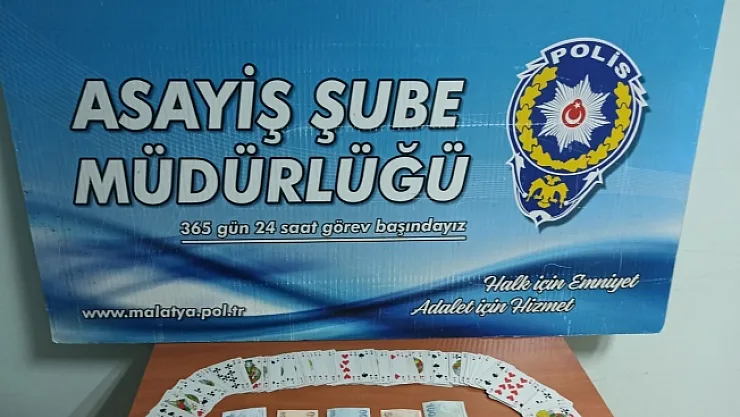 POLİS
ASAYİŞ ŞUBE
MÜDÜRLÜĞÜ
365 gün 24 saat görev başındayız
Halk için Emniyet
Adalet için Hizmet
www.malatya.pol.tr